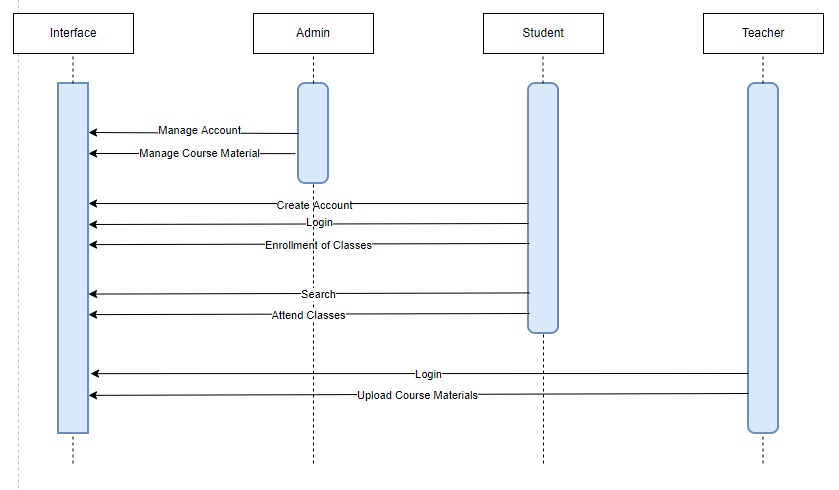 Interface
Admin
Student
Teacher
Manage Account
Manage Course Material
Create Account
Login
Enrollment of Classes
Search
Attend Classes
Login
Upload Course Materials